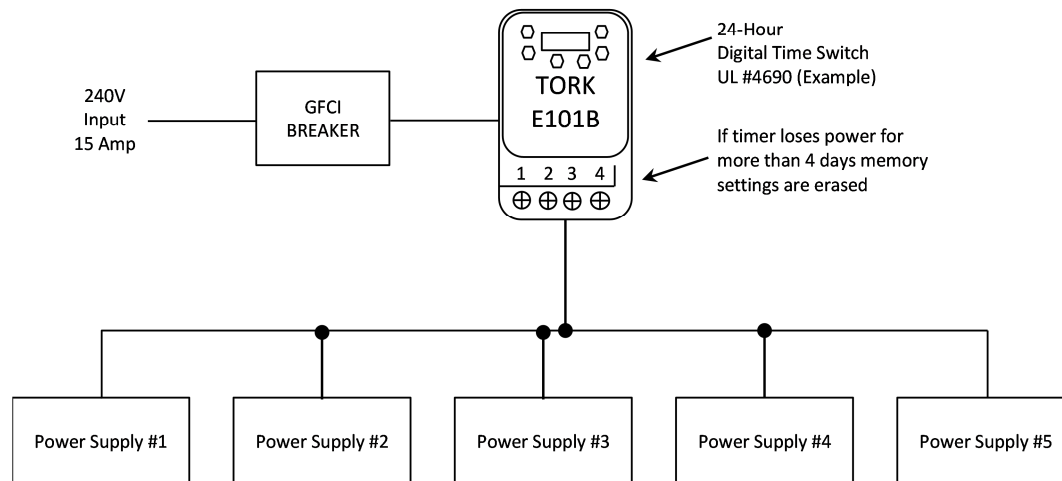 240V
Input
15 Amp
GFCI
BREAKER
TORK
E101B
1 2 3 4
24-Hour
Digital Time Switch
UL #4690 (Example)
If timer loses power for
more than 4 days memory
settings are erased
Power Supply #1
Power Supply #2
Power Supply #3
Power Supply #4
Power Supply #5